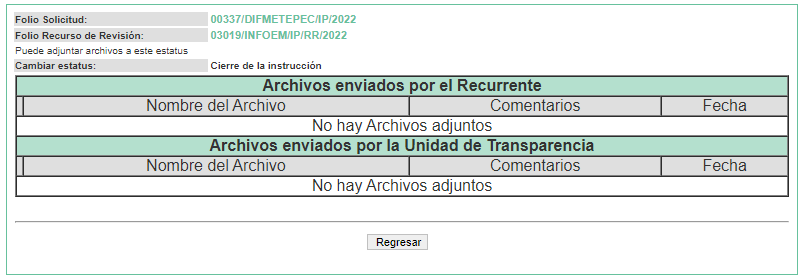 Folio Solicitud: 00337/DIFMETEPEC/IP/2022
Folio Recurso de Revisión: 03019/INFOEM/IP/RR/2022
Puede adjuntar archivos a este estatus
Cambiar estatus: Cierre de la instrucción
Archivos enviados por el Recurrente
Nombre del Archivo Comentarios Fecha
No hay Archivos adjuntos
Archivos enviados por la Unidad de Transparencia
Nombre del Archivo Comentarios Fecha
No hay Archivos adjuntos
Regresar